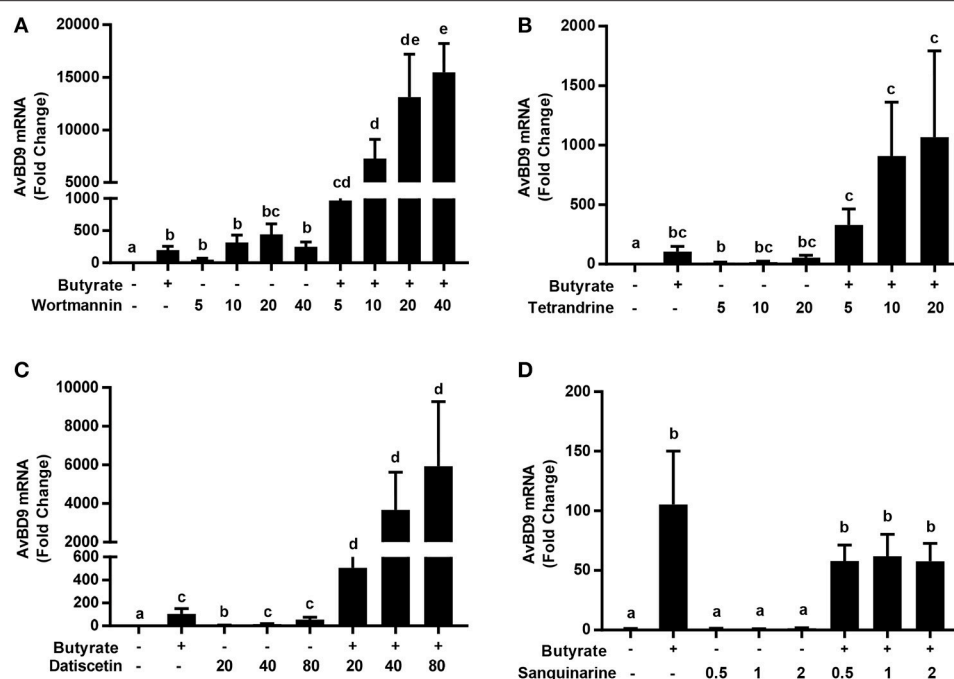 A
AvBD9 mRNA
(Fold Change)
20000
15000
10000
5000
1000
500
0
a b b b bc b cd d de e
Butyrate - + - - - - + + + +
Wortmannin - - 5 10 20 40 5 10 20 40
B
AvBD9 mRNA
(Fold Change)
2000
1500
1000
500
0
a bc b bc bc c c c
Butyrate - + - - - + + +
Tetrandrine - - 5 10 20 5 10 20
C
AvBD9 mRNA
(Fold Change)
10000
8000
6000
4000
2000
600
400
200
0
a c b c c d d d
Butyrate - + - - - + + +
Datiscetin - - 20 40 80 20 40 80
D
AvBD9 mRNA
(Fold Change)
200
150
100
50
0
a b a a a b b b
Butyrate - + - - - + + +
Sanguinarine - - 0.5 1 2 0.5 1 2